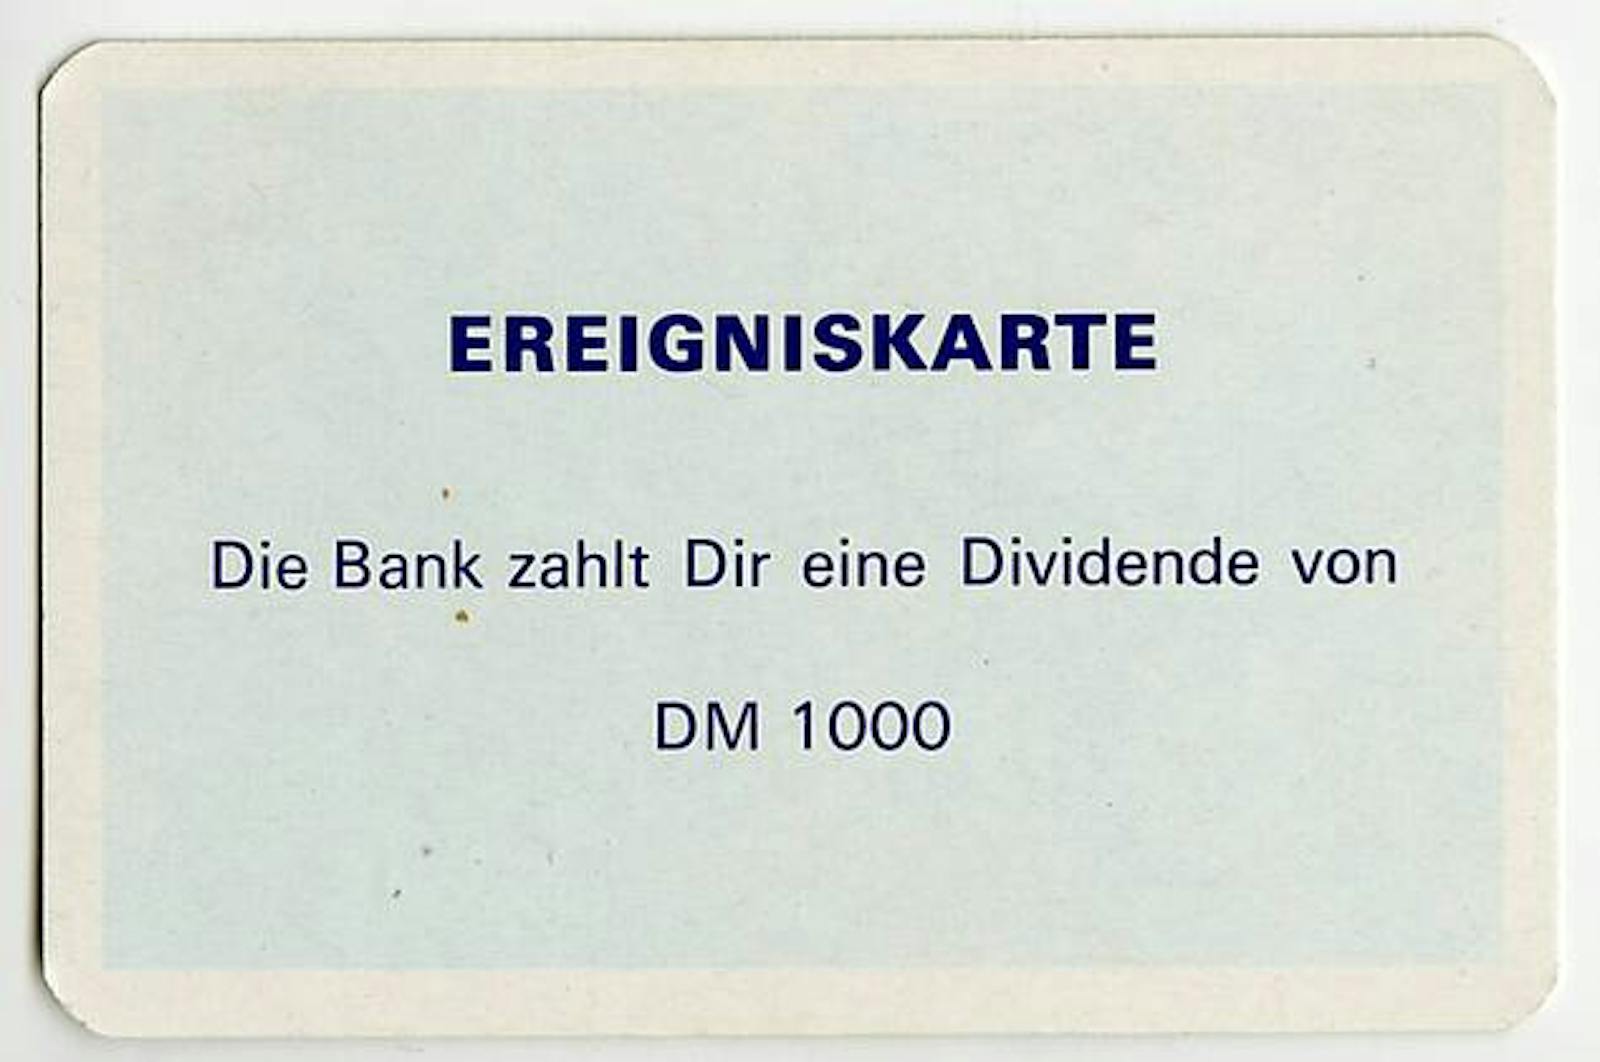 EREIGNISKARTE
Die Bank zahlt Dir eine Dividende von
DM 1000